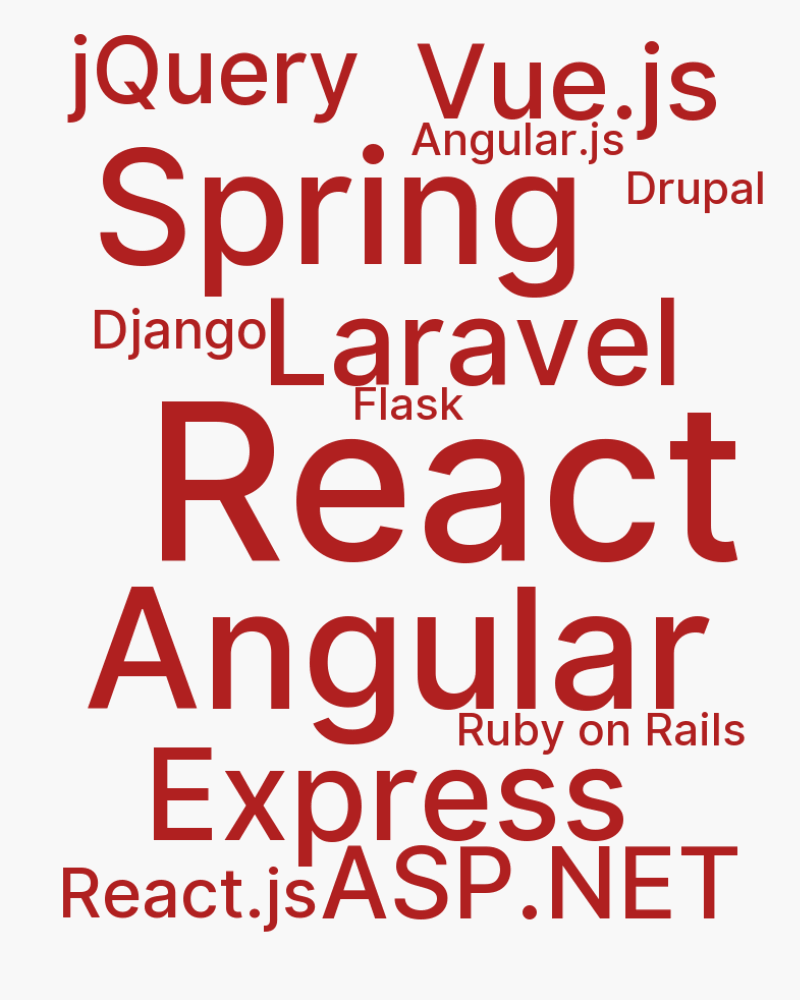 jQuery
Vue.js
Angular.js
Spring
Drupal
Django
Laravel
Flask
React
Angular
Ruby on Rails
Express
React.js
ASP.NET